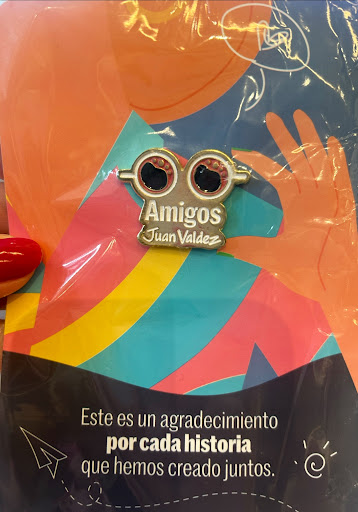 Amigos
Juan Valdez
Este es un agradecimiento
por cada historia
que hemos creado juntos.